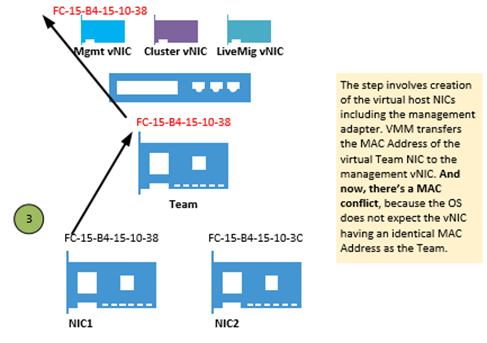 FC-15-B4-15-10-38
Mgmt vNIC
Cluster vNIC
LiveMig vNIC
FC-15-B4-15-10-38
Team
3
FC-15-B4-15-10-38
FC-15-B4-15-10-3C
NIC1
NIC2
The step involves creation
of the virtual host NICs
including the management
adapter. VMM transfers
the MAC Address of the
virtual Team NIC to the
management vNIC. And
now, there's a MAC
conflict, because the OS
does not expect the vNIC
having an identical MAC
Address as the Team.